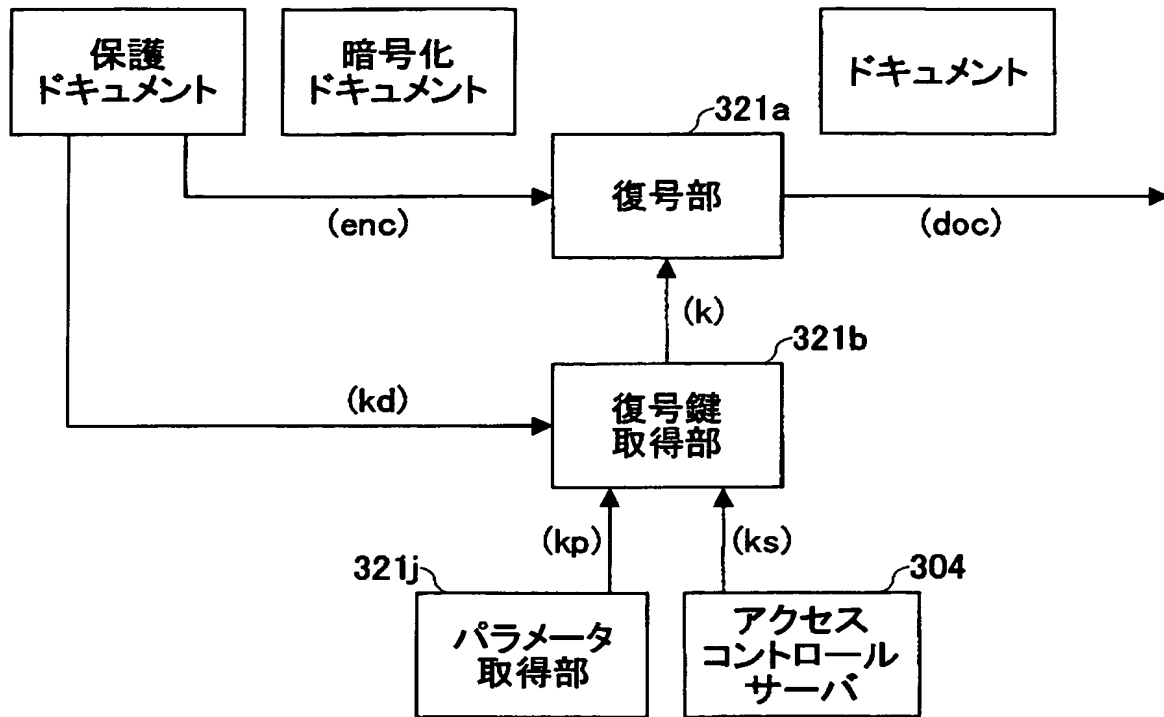 保護
ドキュメント
暗号化
ドキュメント
ドキュメント
321a
復号部
(enc)
(doc)
(k)
321b
(kd)
復号鍵
取得部
(kp)
(ks)
321j
304
パラメータ
取得部
アクセス
コントロール
サーバ